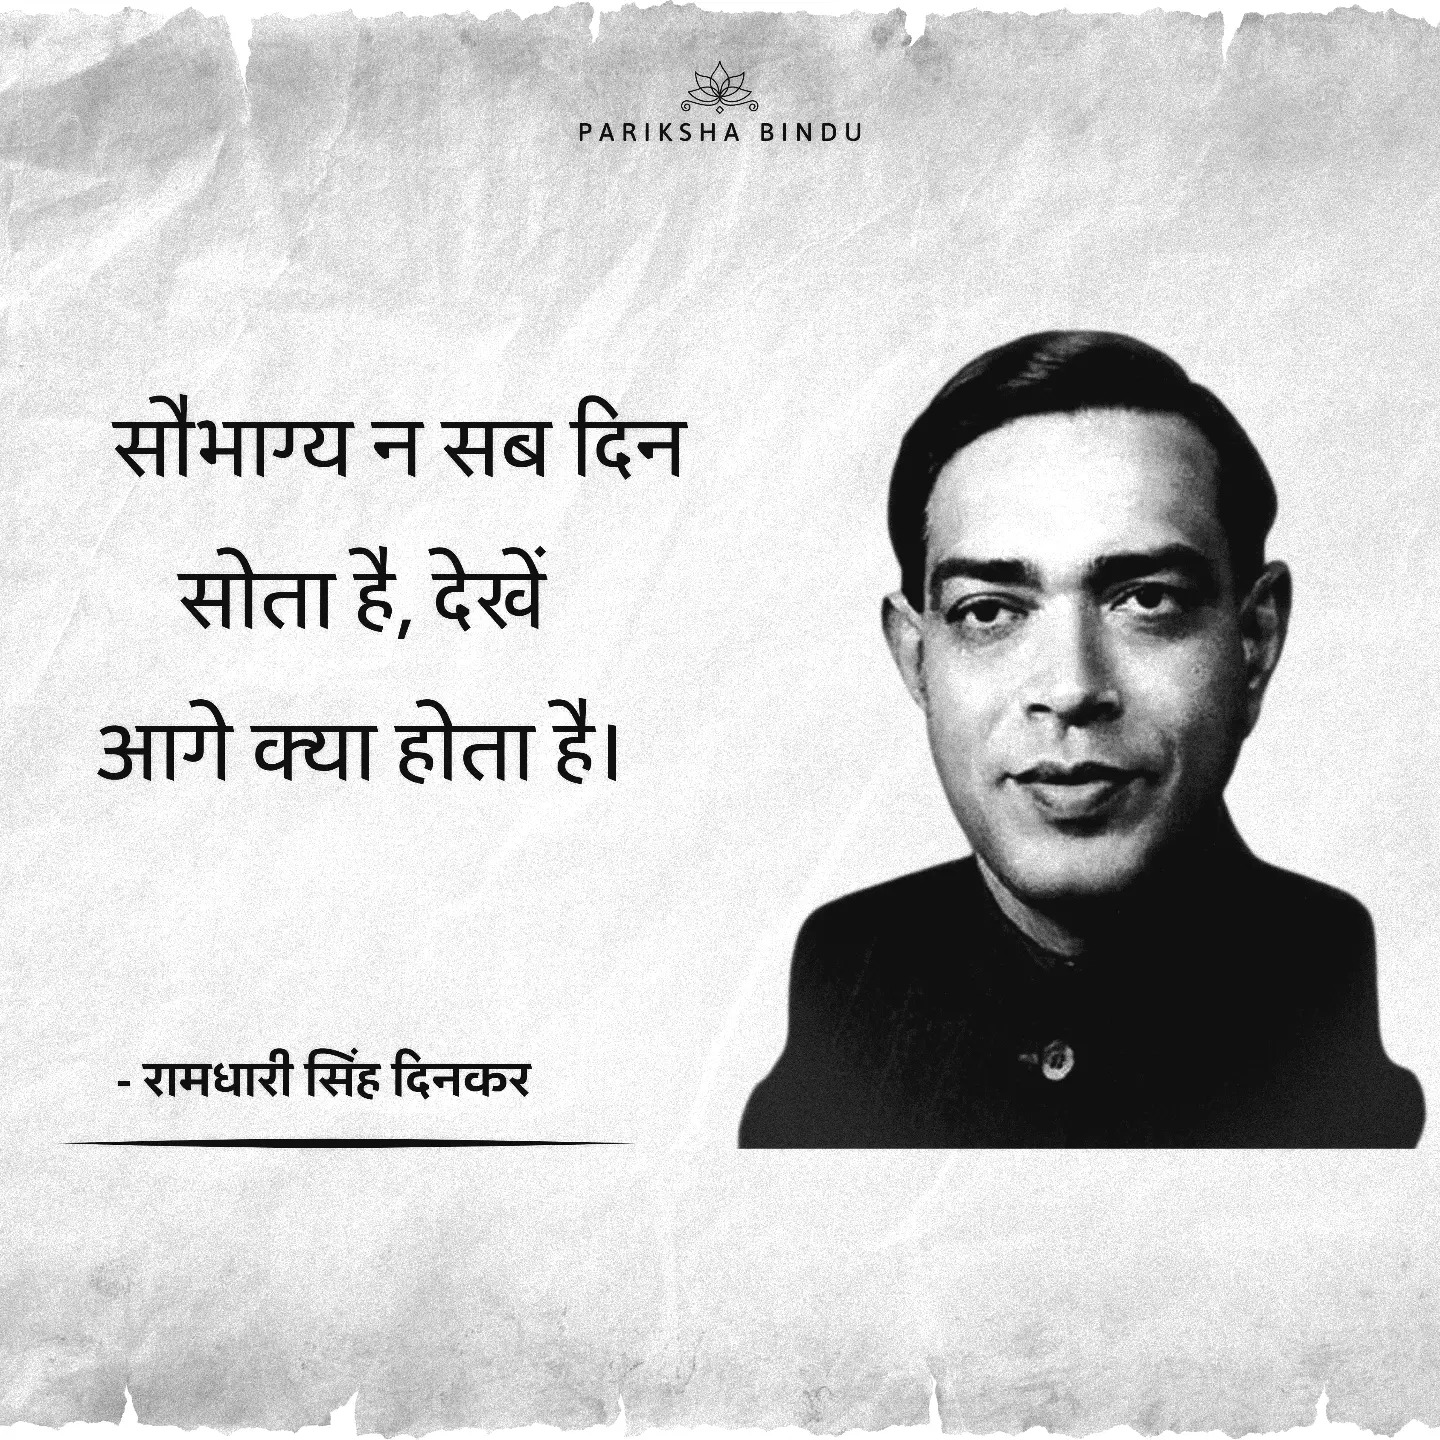 PARIKSHA BINDU
सौभाग्य न सब दिन
सोता है, देखें
आगे क्या होता है।
- रामधारी सिंह दिनकर